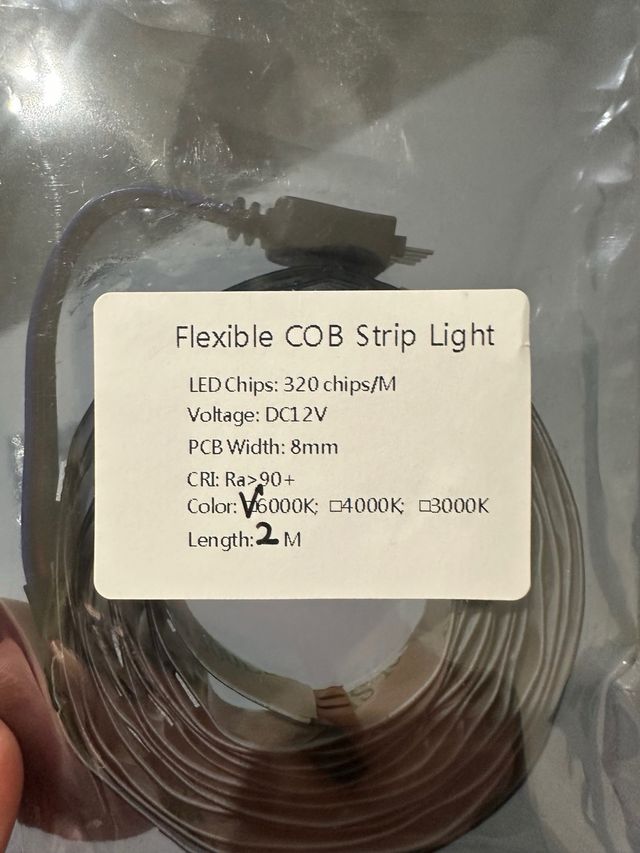 Flexible COB Strip Light
LED Chips: 320 chips/M
Voltage: DC12V
PCB Width: 8mm
CRI: Ra>90+
Color: ☑6000K; □4000K; □3000K
Length: 2 M